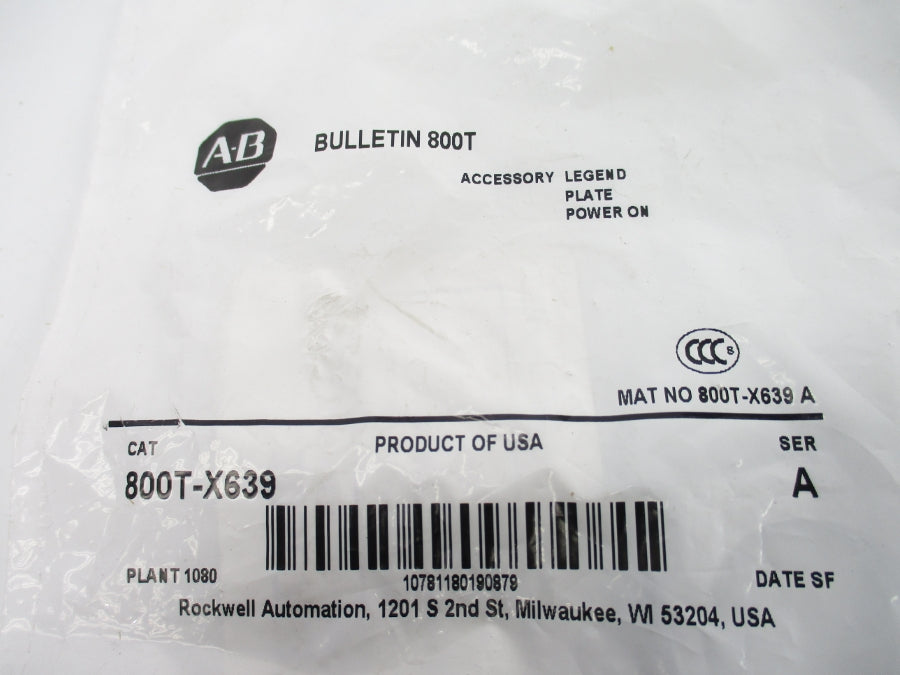 A-B
BULLETIN 800T
ACCESSORY LEGEND
PLATE
POWER ON
CCC S
MAT NO 800T-X639 A
CAT
PRODUCT OF USA
SER
800T-X639
A
PLANT 1080
10781180190879
DATE SF
Rockwell Automation, 1201 S 2nd St, Milwaukee, WI 53204, USA